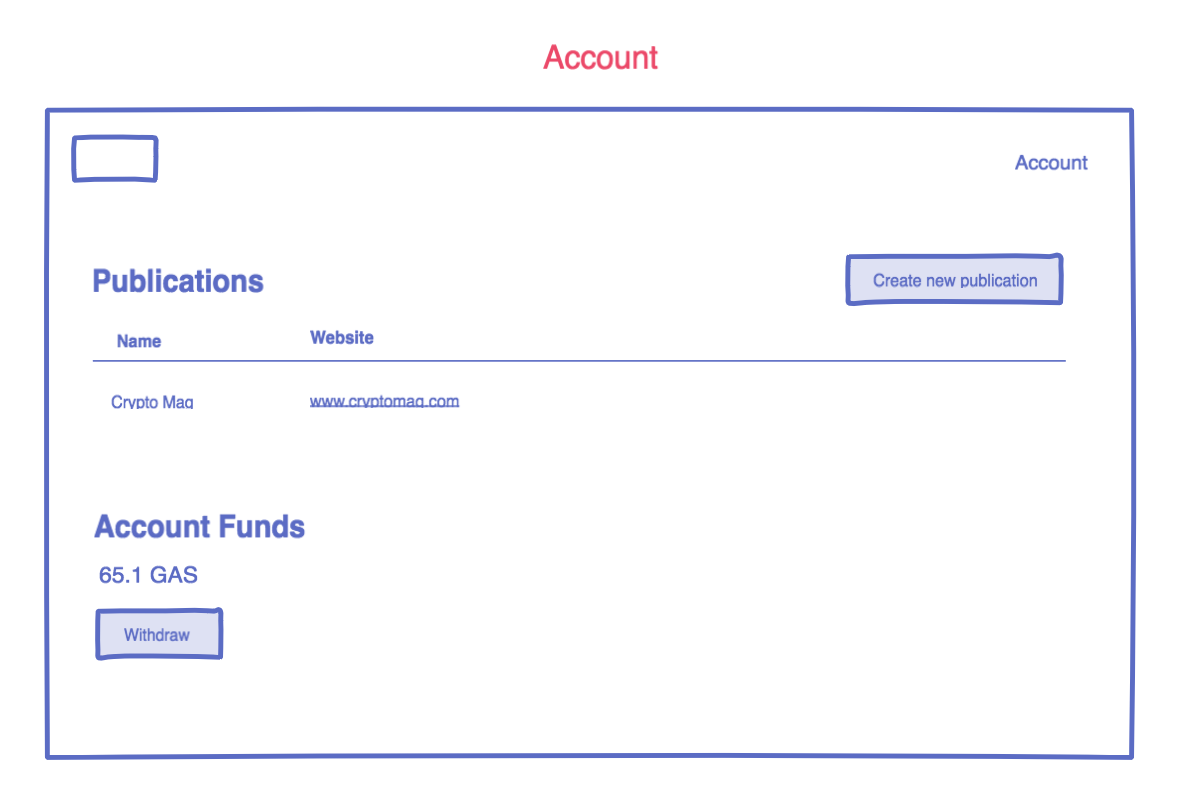 Account
Account
Publications
Create new publication
Name Website
Crypto Mag www.cryptomag.com
Account Funds
65.1 GAS
Withdraw